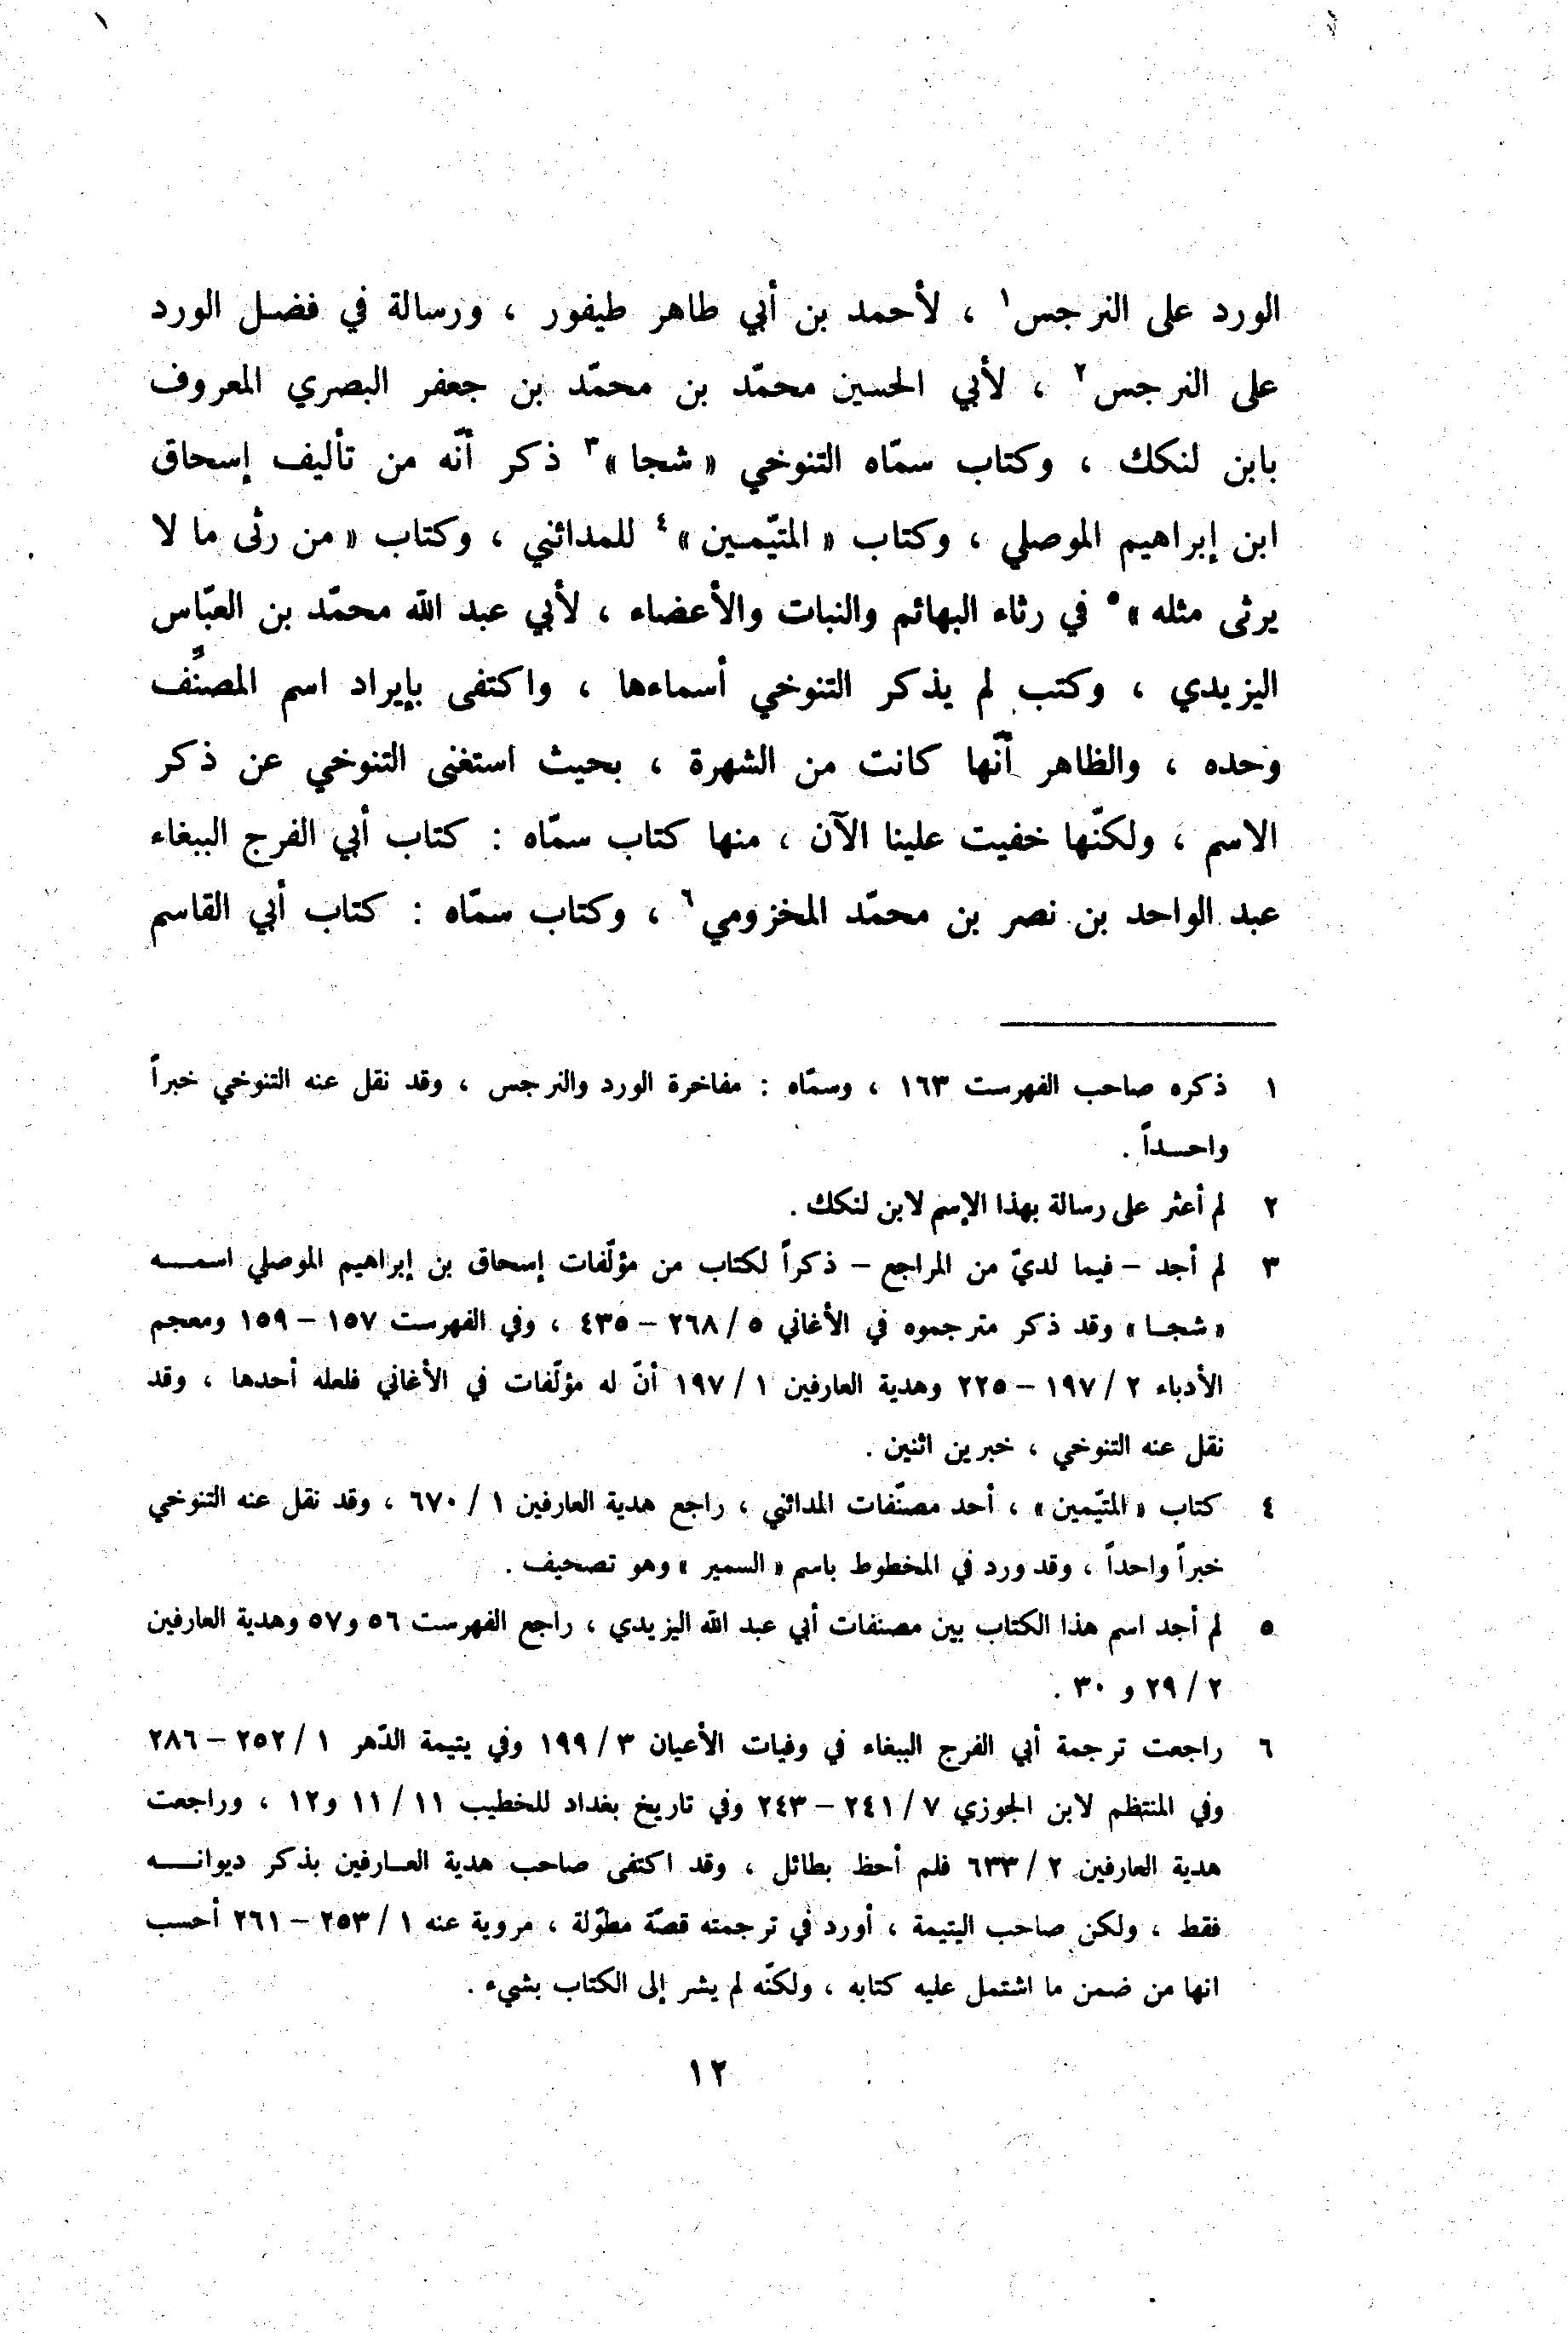 الورد على النرجس١ ، لأحمد بن أبي طاهر طيفور ، ورسالة في فضل الورد
على النرجس٢ ، لأبي الحسين محمّد بن محمّد بن جعفر البصري المعروف
بابن لنكك ، وكتاب سمّاه التنوخي « شجا »٣ ذكر أنّه من تأليف إسحاق
ابن إبراهيم الموصلي ، وكتاب « المتيّمين »٤ للمدائني ، وكتاب « من رثى ما لا
يرثى مثله »٥ في رثاء البهائم والنبات والأعضاء ، لأبي عبد الله محمّد بن العبّاس
اليزيدي ، وكتب لم يذكر التنوخي أسماءها ، واكتفى بإيراد اسم المصنِّف
وحده ، والظاهر أنّها كانت من الشهرة ، بحيث استغنى التنوخي عن ذكر
الاسم ، ولكنّها خفيت علينا الآن ، منها كتاب سمّاه : كتاب أبي الفرج الببغاء
عبد الواحد بن نصر بن محمّد المخزومي٦ ، وكتاب سمّاه : كتاب أبي القاسم
١ ذكره صاحب الفهرست ١٦٣ ، وسمّاه : مفاخرة الورد والنرجس ، وقد نقل عنه التنوخي خبراً
واحـداً .
٢ لم أعثر على رسالة بهذا الإسم لابن لنكك .
٣ لم أجد – فيما لديّ من المراجع – ذكراً لكتاب من مؤلّفات إسحاق بن إبراهيم الموصلي اسمـــه
« شجـا » وقد ذكر مترجموه في الأغاني ٥ / ٢٦٨ – ٤٣٥ ، وفي الفهرست ١٥٧ – ١٥٩ ومعجم
الأدباء ٢ / ١٩٧ – ٢٢٥ وهدية العارفين ١ / ١٩٧ أنّ له مؤلّفات في الأغاني فلعله أحدها ، وقد
نقل عنه التنوخي ، خبرين اثنين .
٤ كتاب « المتيّمين » ، أحد مصنّفات المدائني ، راجع هدية العارفين ١ / ٦٧٠ ، وقد نقل عنه التنوخي
خبراً واحداً ، وقد ورد في المخطوط باسم « السمير » وهو تصحيف .
٥ لم أجد اسم هذا الكتاب بين مصنفات أبي عبد الله اليزيدي ، راجع الفهرست ٥٦ و٥٧ وهدية العارفين
٢ / ٢٩ و ٣٠ .
٦ راجعت ترجمة أبي الفرج الببغاء في وفيات الأعيان ٣ / ١٩٩ وفي يتيمة الدّهر ١ / ٢٥٢ – ٢٨٦
وفي المنتظم لابن الجوزي ٧ / ٢٤١ – ٢٤٣ وفي تاريخ بغداد للخطيب ١١ / ١١ و١٢ ، وراجعت
هدية العارفين ٢ / ٦٣٣ فلم أحظ بطائل ، وقد اكتفى صاحب هدية العـارفين بذكر ديوانـــه
فقط ، ولكن صاحب اليتيمة ، أورد في ترجمته قصّة مطوّلة ، مروية عنه ١ / ٢٥٣ – ٢٦١ أحسب
انها من ضمن ما اشتمل عليه كتابه ، ولكنّه لم يشر إلى الكتاب بشيء .
١٢